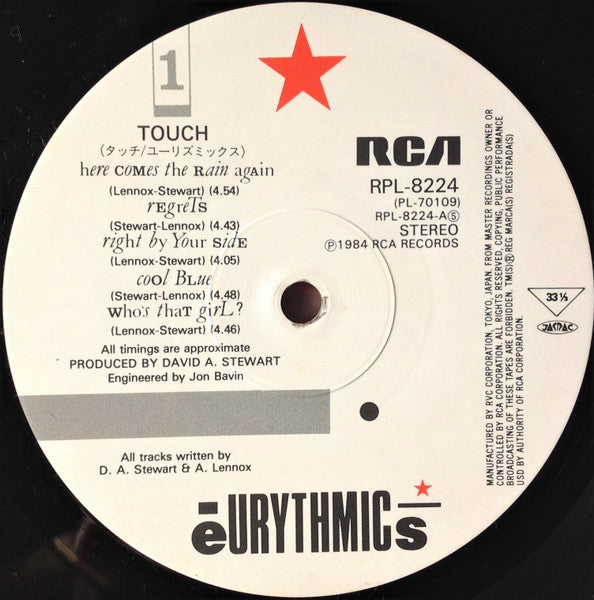 1
TOUCH
(タッチ/ユーリズミックス)
here COMEs the Rain agAin
(Lennox-Stewart) (4.54)
rEgreTs
(Stewart-Lennox) (4.43)
right by YOur SidE
(Lennox-Stewart) (4.05)
coOl BLue
(Stewart-Lennox) (4.48)
WhO's thaT girL?
(Lennox-Stewart) (4.46)
All timings are approximate
PRODUCED BY DAVID A. STEWART
Engineered by Jon Bavin
All tracks written by
D. A. Stewart & A. Lennox
RCA
RPL-8224
(PL-70109)
RPL-8224-A⑤
STEREO
Ⓟ1984 RCA RECORDS
33⅓
JASRAC
MANUFACTURED BY RVC CORPORATION, TOKYO, JAPAN. FROM MASTER RECORDINGS OWNED OR
CONTROLLED BY RCA CORPORATION. ALL RIGHTS RESERVED, COPYING, PUBLIC PERFORMANCE
BROADCASTING OF THESE TAPES ARE FORBIDDEN. TM(S)® REG MARCA(S) REGISTRADA(S)
USD BY AUTHORITY OF RCA CORPORATION.
eURYTHMICs